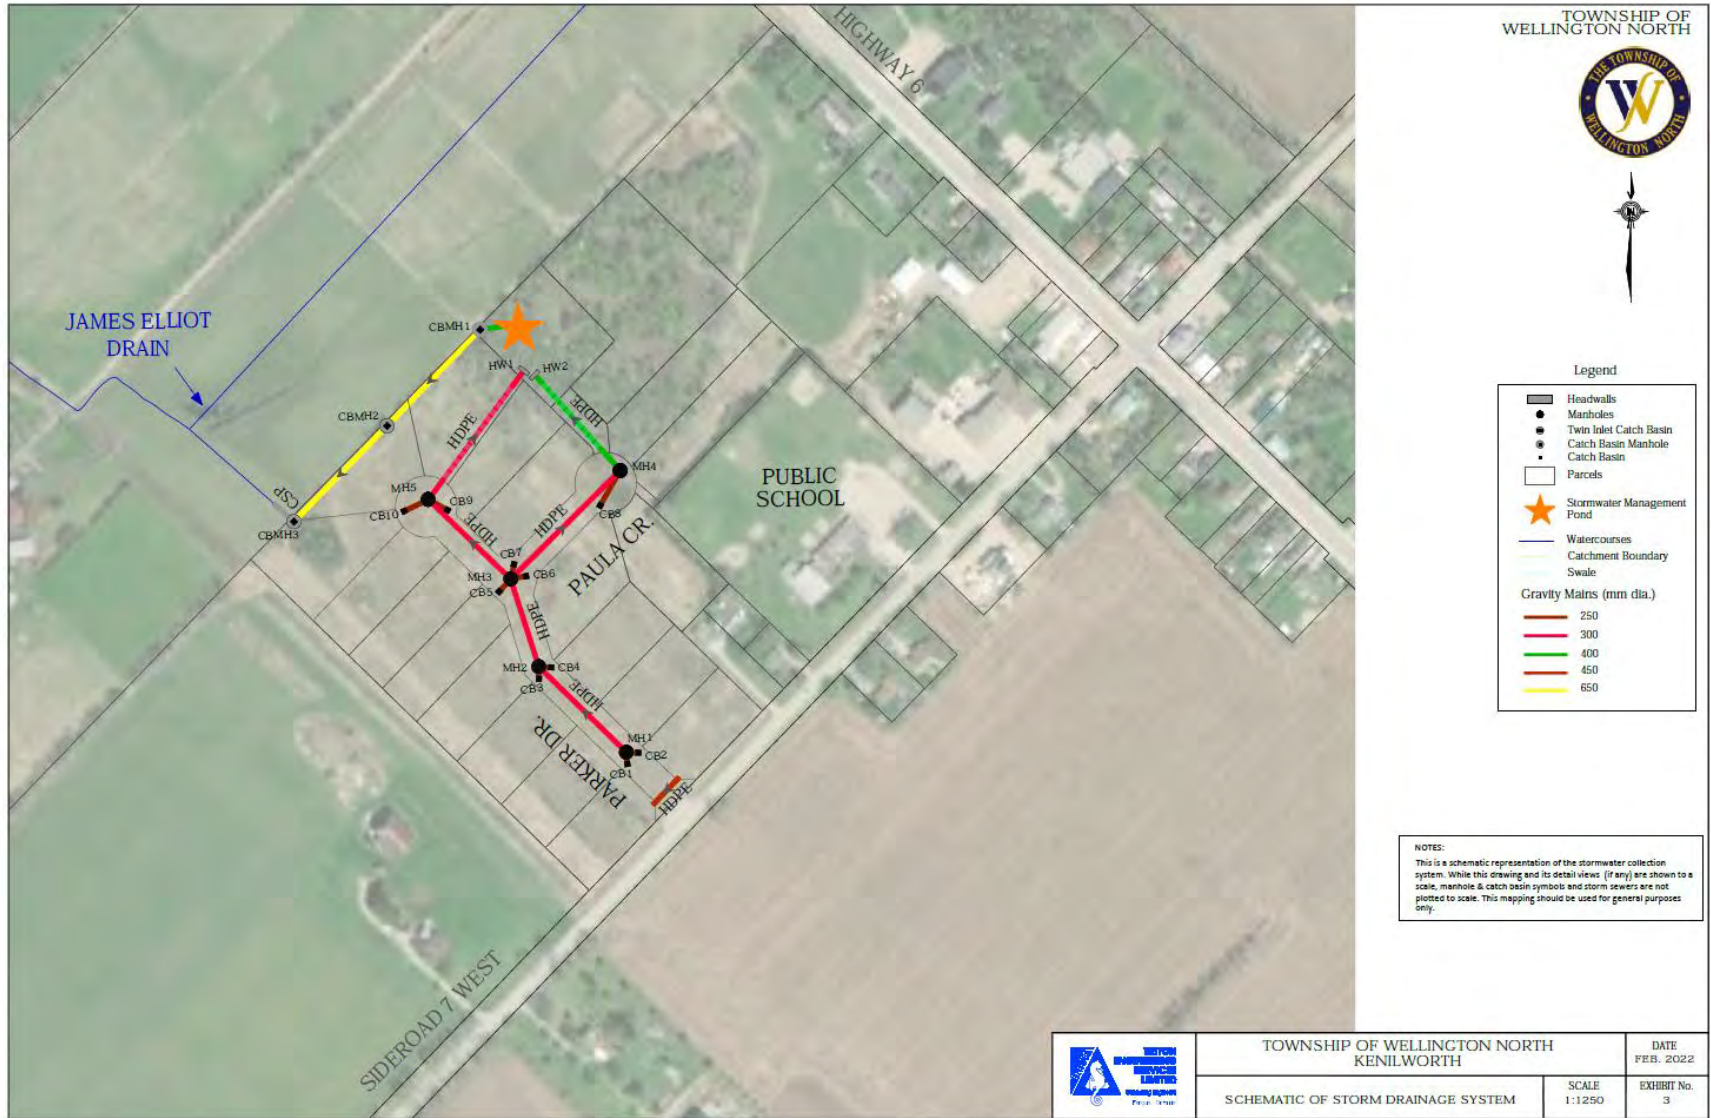 TOWNSHIP OF
WELLINGTON NORTH
THE TOWNSHIP OF
WELLINGTON NORTH
N
HIGHWAY 6
JAMES ELLIOT
DRAIN
CBMH1
HW1
HW2
HDPE
CBMH2
HDPE
MH4
PUBLIC
SCHOOL
MH5
CB9
CB10
CSP
CBMH3
CB8
HDPE
HDPE
PAULA CR.
CB7
CB6
MH3
CB5
HDPE
MH2
CB4
CB3
HDPE
PARKER DR.
MH1
CB2
CB1
HDPE
SIDEROAD 7 WEST
Legend
Headwalls
Manholes
Twin Inlet Catch Basin
Catch Basin Manhole
Catch Basin
Parcels
Stormwater Management
Pond
Watercourses
Catchment Boundary
Swale
Gravity Mains (mm dia.)
250
300
400
450
650
NOTES:
This is a schematic representation of the stormwater collection
system. While this drawing and its detail views (if any) are shown to a
scale, manhole & catch basin symbols and storm sewers are not
plotted to scale. This mapping should be used for general purposes
only.
ENGINEERING
SERVICES
LIMITED
TOWNSHIP OF WELLINGTON NORTH
KENILWORTH
DATE
FEB. 2022
SCHEMATIC OF STORM DRAINAGE SYSTEM
SCALE
1:1250
EXHIBIT No.
3